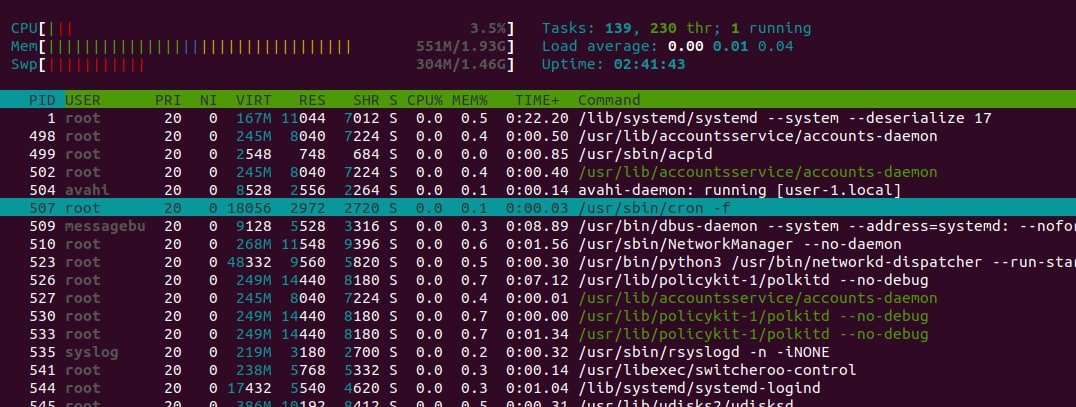 CPU[||| 3.5%] Tasks: 139, 230 thr; 1 running
Mem[|||||||||||||||||||||||||||||||||| 551M/1.93G] Load average: 0.00 0.01 0.04
Swp[||||||||||| 304M/1.46G] Uptime: 02:41:43
PID USER PRI NI VIRT RES SHR S CPU% MEM% TIME+ Command
1 root 20 0 167M 11044 7012 S 0.0 0.5 0:22.20 /lib/systemd/systemd --system --deserialize 17
498 root 20 0 245M 8040 7224 S 0.0 0.4 0:00.50 /usr/lib/accountsservice/accounts-daemon
499 root 20 0 2548 748 684 S 0.0 0.0 0:00.85 /usr/sbin/acpid
502 root 20 0 245M 8040 7224 S 0.0 0.4 0:00.40 /usr/lib/accountsservice/accounts-daemon
504 avahi 20 0 8528 2556 2264 S 0.0 0.1 0:00.14 avahi-daemon: running [user-1.local]
507 root 20 0 18056 2972 2720 S 0.0 0.1 0:00.03 /usr/sbin/cron -f
509 messagebu 20 0 9128 5528 3316 S 0.0 0.3 0:08.89 /usr/bin/dbus-daemon --system --address=systemd: --nofor
510 root 20 0 268M 11548 9396 S 0.0 0.6 0:01.56 /usr/sbin/NetworkManager --no-daemon
523 root 20 0 48332 9560 5820 S 0.0 0.5 0:00.30 /usr/bin/python3 /usr/bin/networkd-dispatcher --run-star
526 root 20 0 249M 14440 8180 S 0.0 0.7 0:07.12 /usr/lib/policykit-1/polkitd --no-debug
527 root 20 0 245M 8040 7224 S 0.0 0.4 0:00.01 /usr/lib/accountsservice/accounts-daemon
530 root 20 0 249M 14440 8180 S 0.0 0.7 0:00.00 /usr/lib/policykit-1/polkitd --no-debug
533 root 20 0 249M 14440 8180 S 0.0 0.7 0:01.34 /usr/lib/policykit-1/polkitd --no-debug
535 syslog 20 0 219M 3180 2700 S 0.0 0.2 0:00.32 /usr/sbin/rsyslogd -n -iNONE
541 root 20 0 238M 5768 5332 S 0.0 0.3 0:00.14 /usr/libexec/switcheroo-control
544 root 20 0 17432 5540 4620 S 0.0 0.3 0:01.04 /lib/systemd/systemd-logind
545 root 20 0 386M 10192 8412 S 0.0 0.5 0:00.31 /usr/lib/udisks2/udisksd